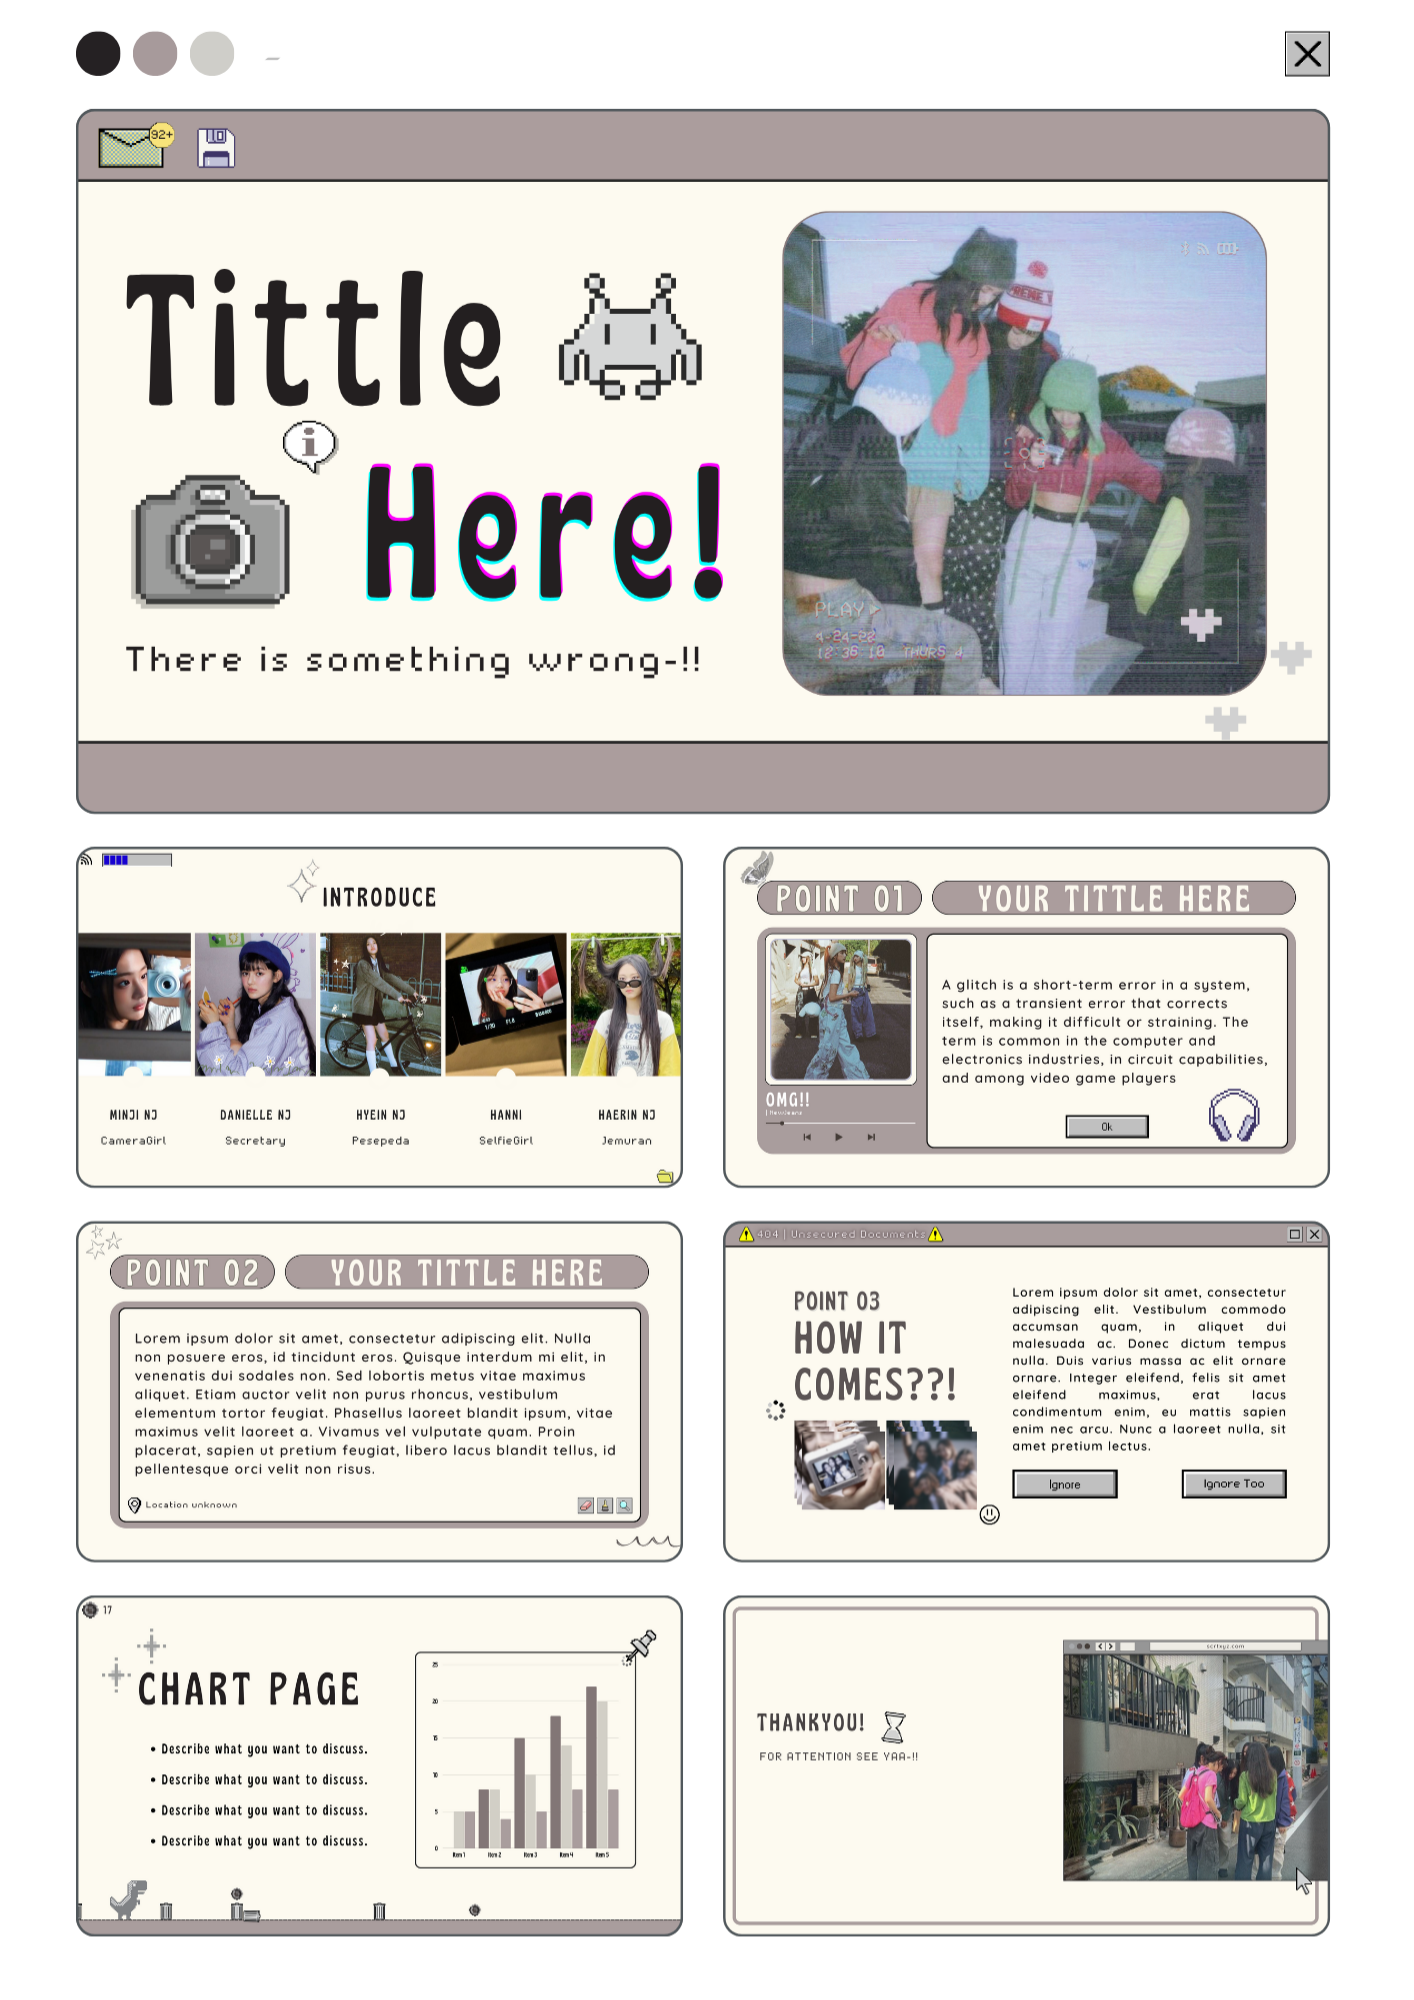 92+
Tittle
i
Here!
There is something wrong-!!
PLAY
4-24-22
12:36 10 THURS 4
INTRODUCE
MINJI NJ
CameraGirl
DANIELLE NJ
Secretary
HYEIN NJ
Pesepeda
HANNI
SelfieGirl
HAERIN NJ
Jemuran
POINT 01
YOUR TITTLE HERE
OMG!!
| NewJeans
A glitch is a short-term error in a system,
such as a transient error that corrects
itself, making it difficult or straining. The
term is common in the computer and
electronics industries, in circuit capabilities,
and among video game players
Ok
POINT 02
YOUR TITTLE HERE
Lorem ipsum dolor sit amet, consectetur adipiscing elit. Nulla
non posuere eros, id tincidunt eros. Quisque interdum mi elit, in
venenatis dui sodales non. Sed lobortis metus vitae maximus
aliquet. Etiam auctor velit non purus rhoncus, vestibulum
elementum tortor feugiat. Phasellus laoreet blandit ipsum, vitae
maximus velit laoreet a. Vivamus vel vulputate quam. Proin
placerat, sapien ut pretium feugiat, libero lacus blandit tellus, id
pellentesque orci velit non risus.
Location unknown
404 | Unsecured Documents
POINT 03
HOW IT
COMES??!
Lorem ipsum dolor sit amet, consectetur
adipiscing elit. Vestibulum commodo
accumsan quam, in aliquet dui
malesuada ac. Donec dictum tempus
nulla. Duis varius massa ac elit ornare
ornare. Integer eleifend, felis sit amet
eleifend maximus, erat lacus
condimentum enim, eu mattis sapien
enim nec arcu. Nunc a laoreet nulla, sit
amet pretium lectus.
Ignore
Ignore Too
17
CHART PAGE
• Describe what you want to discuss.
• Describe what you want to discuss.
• Describe what you want to discuss.
• Describe what you want to discuss.
25
20
15
10
5
0
Item 1
Item 2
Item 3
Item 4
Item 5
THANKYOU!
FOR ATTENTION SEE YAA-!!